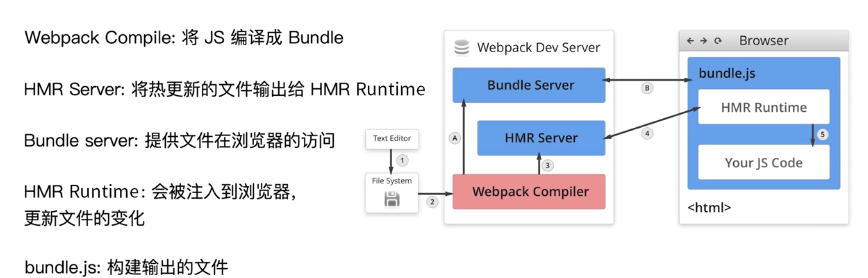 Webpack Compile: 将 JS 编译成 Bundle
HMR Server: 将热更新的文件输出给 HMR Runtime
Bundle server: 提供文件在浏览器的访问
HMR Runtime: 会被注入到浏览器，
更新文件的变化
bundle.js: 构建输出的文件
Text Editor
1
File System
2
Webpack Dev Server
Bundle Server
A
HMR Server
3
Webpack Compiler
B
4
Browser
bundle.js
HMR Runtime
5
Your JS Code
<html>